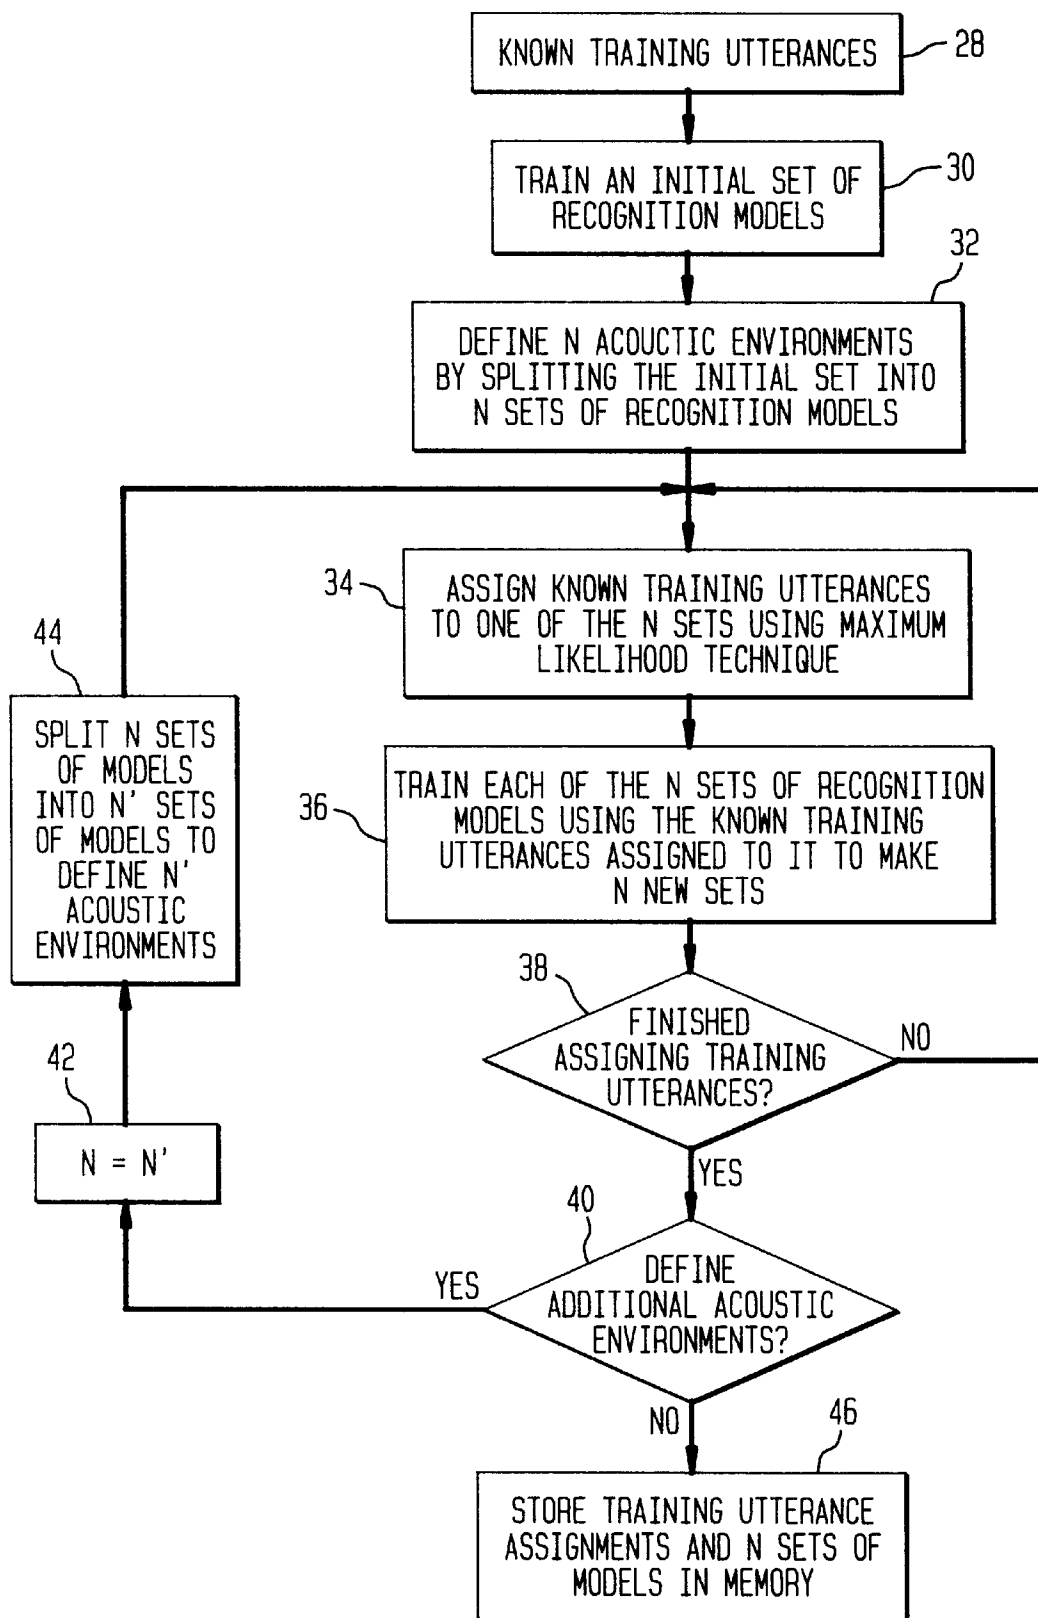 KNOWN TRAINING UTTERANCES
28
TRAIN AN INITIAL SET OF
RECOGNITION MODELS
30
32
DEFINE N ACOUCTIC ENVIRONMENTS
BY SPLITTING THE INITIAL SET INTO
N SETS OF RECOGNITION MODELS
34
ASSIGN KNOWN TRAINING UTTERANCES
TO ONE OF THE N SETS USING MAXIMUM
LIKELIHOOD TECHNIQUE
44
SPLIT N SETS
OF MODELS
INTO N' SETS
OF MODELS TO
DEFINE N'
ACOUSTIC
ENVIRONMENTS
36
TRAIN EACH OF THE N SETS OF RECOGNITION
MODELS USING THE KNOWN TRAINING
UTTERANCES ASSIGNED TO IT TO MAKE
N NEW SETS
38
FINISHED
ASSIGNING TRAINING
UTTERANCES?
NO
42
N = N'
YES
40
DEFINE
ADDITIONAL ACOUSTIC
ENVIRONMENTS?
YES
NO
46
STORE TRAINING UTTERANCE
ASSIGNMENTS AND N SETS OF
MODELS IN MEMORY